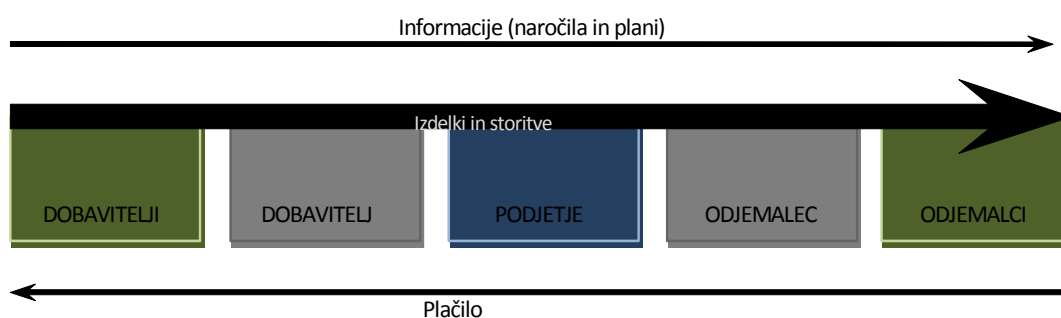 Informacije (naročila in plani)
Izdelki in storitve
DOBAVITELJI
DOBAVITELJ
PODJETJE
ODJEMALEC
ODJEMALCI
Plačilo